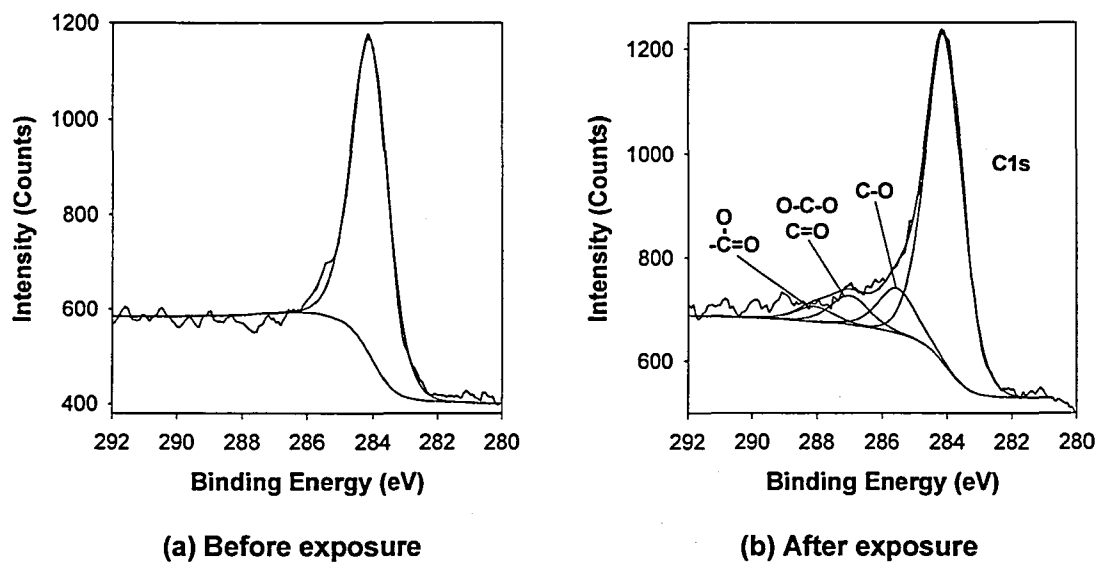 1200
1000
800
600
400
Intensity (Counts)
292 290 288 286 284 282 280
Binding Energy (eV)
(a) Before exposure
1200
1000
800
600
Intensity (Counts)
C1s
C-O
O-C-O
C=O
O
-C=O
292 290 288 286 284 282 280
Binding Energy (eV)
(b) After exposure